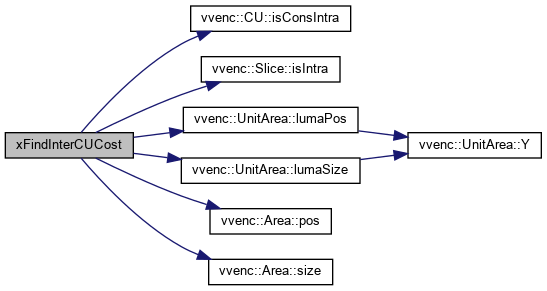 vvenc::CU::isConsIntra
vvenc::Slice::isIntra
vvenc::UnitArea::lumaPos
xFindInterCUCost
vvenc::UnitArea::Y
vvenc::UnitArea::lumaSize
vvenc::Area::pos
vvenc::Area::size